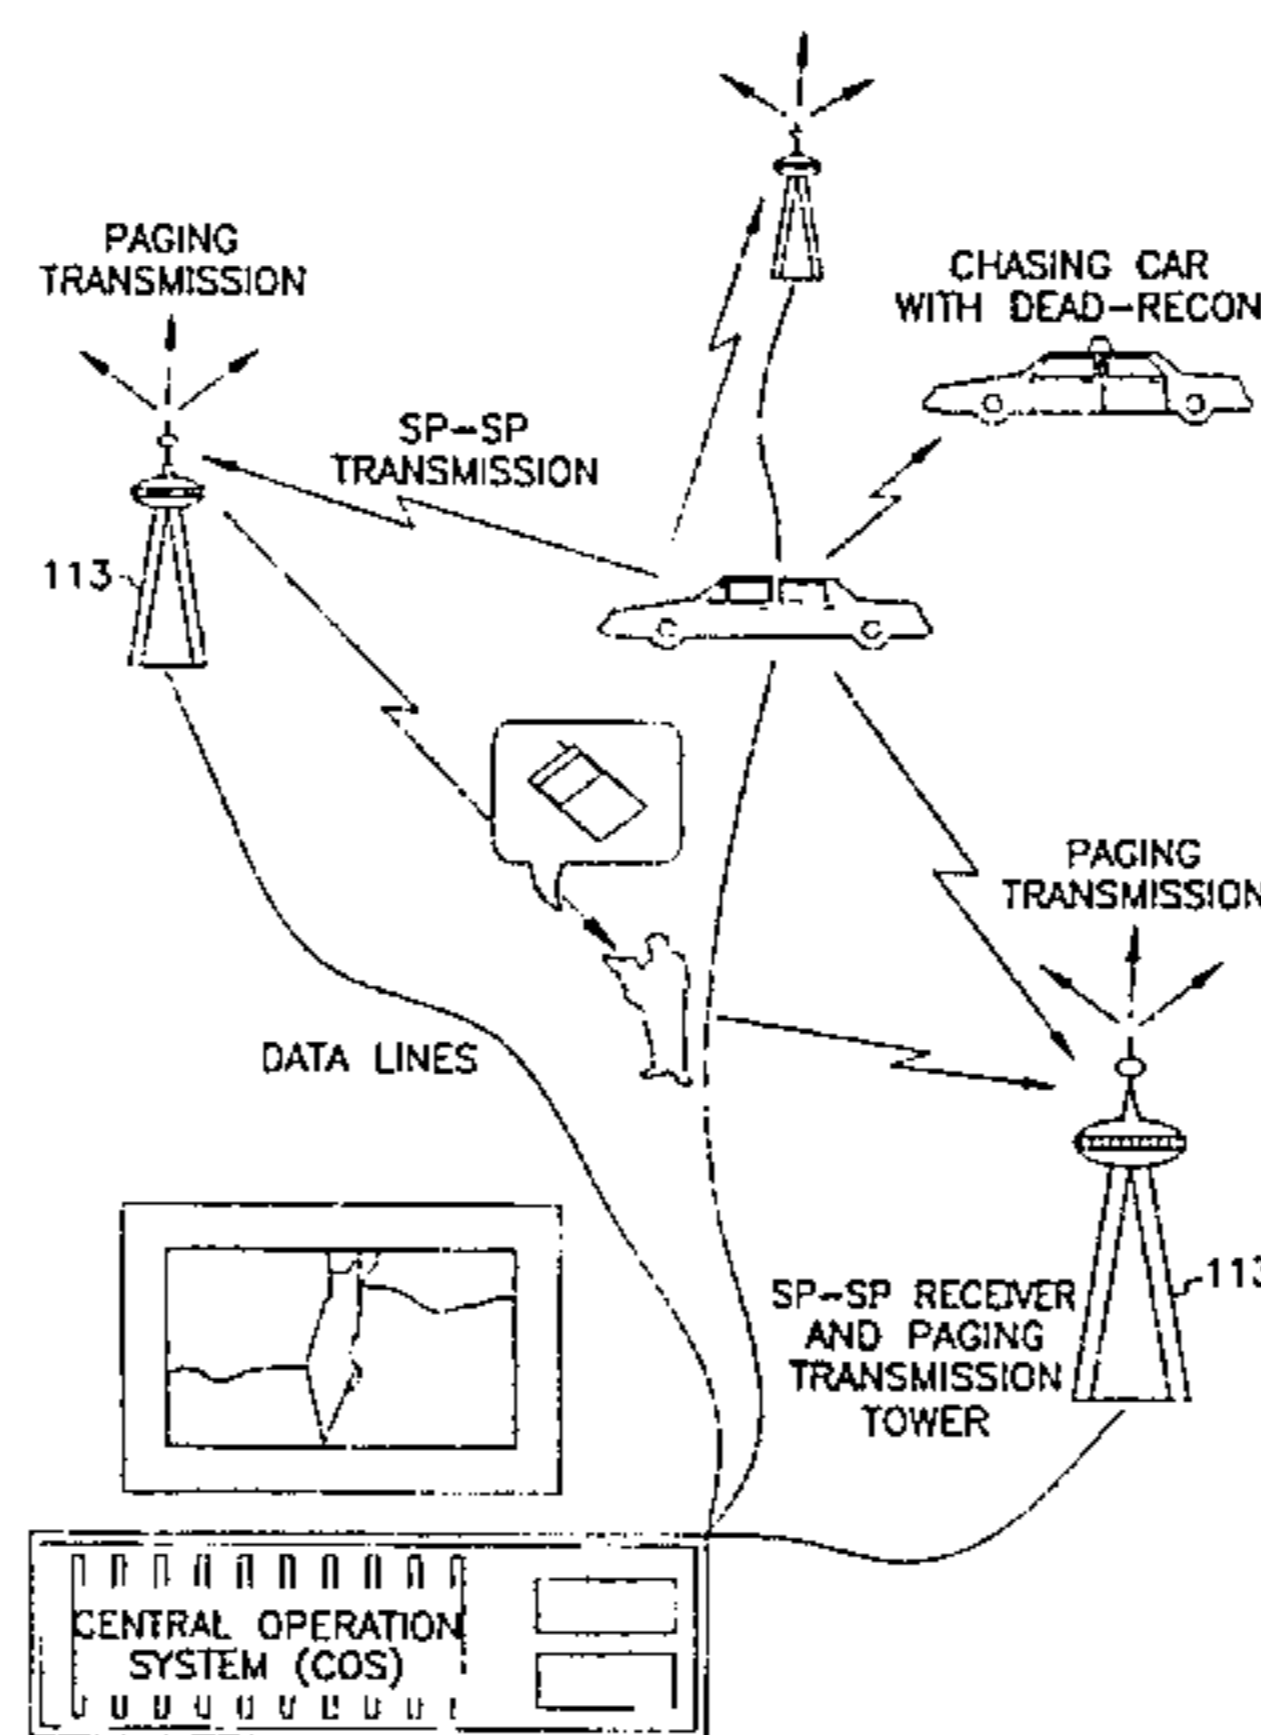 PAGING
TRANSMISSION
CHASING CAR
WITH DEAD-RECON
SP-SP
TRANSMISSION
113
PAGING
TRANSMISSION
DATA LINES
113
SP-SP RECEIVER
AND PAGING
TRANSMISSION
TOWER
CENTRAL OPERATION
SYSTEM (COS)